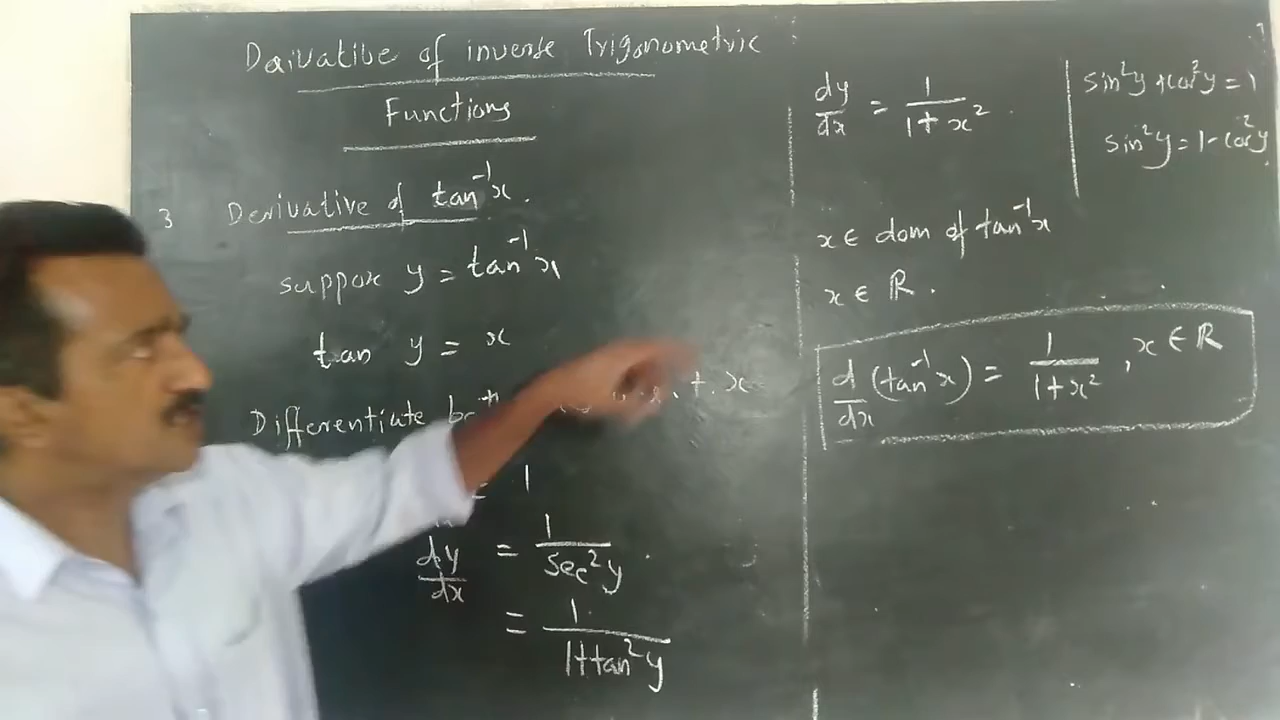 Derivative of inverse Trigonometric
Functions
3 Derivative of tan⁻¹x.
suppose y = tan⁻¹x
tan y = x
Differentiate w.r.t. x
= 1
dy/dx = 1/sec²y .
= 1/1+tan²y
dy/dx = 1/1+x² .
x ∈ dom of tan⁻¹x
x ∈ ℝ .
d/dx (tan⁻¹x) = 1/1+x² , x ∈ ℝ
sin²y + cos²y = 1
sin²y = 1-cos²y